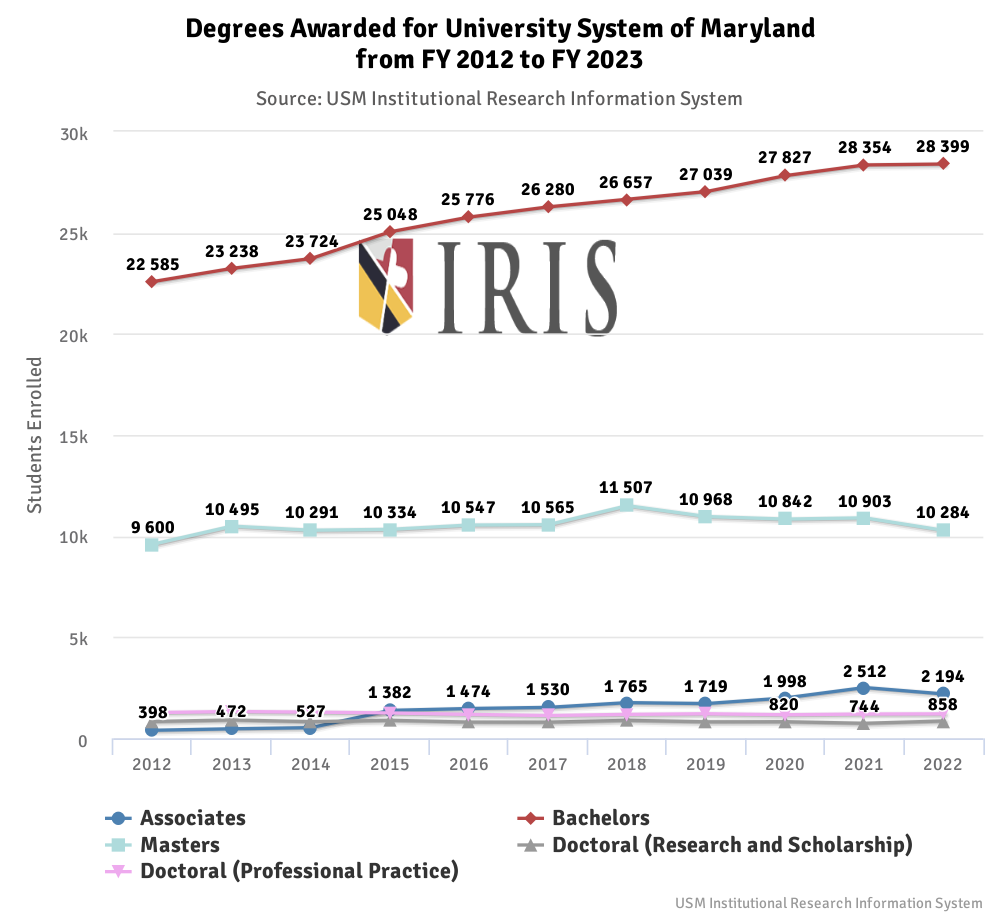 Degrees Awarded for University System of Maryland
from FY 2012 to FY 2023
Source: USM Institutional Research Information System
Students Enrolled
30k
25k
20k
15k
10k
5k
0
22 585 23 238 23 724 25 048 25 776 26 280 26 657 27 039 27 827 28 354 28 399
IRIS
9 600 10 495 10 291 10 334 10 547 10 565 11 507 10 968 10 842 10 903 10 284
398 472 527 1 382 1 474 1 530 1 765 1 719 1 998 2 512 2 194
820 744 858
2012 2013 2014 2015 2016 2017 2018 2019 2020 2021 2022
Associates Bachelors
Masters Doctoral (Research and Scholarship)
Doctoral (Professional Practice)
USM Institutional Research Information System